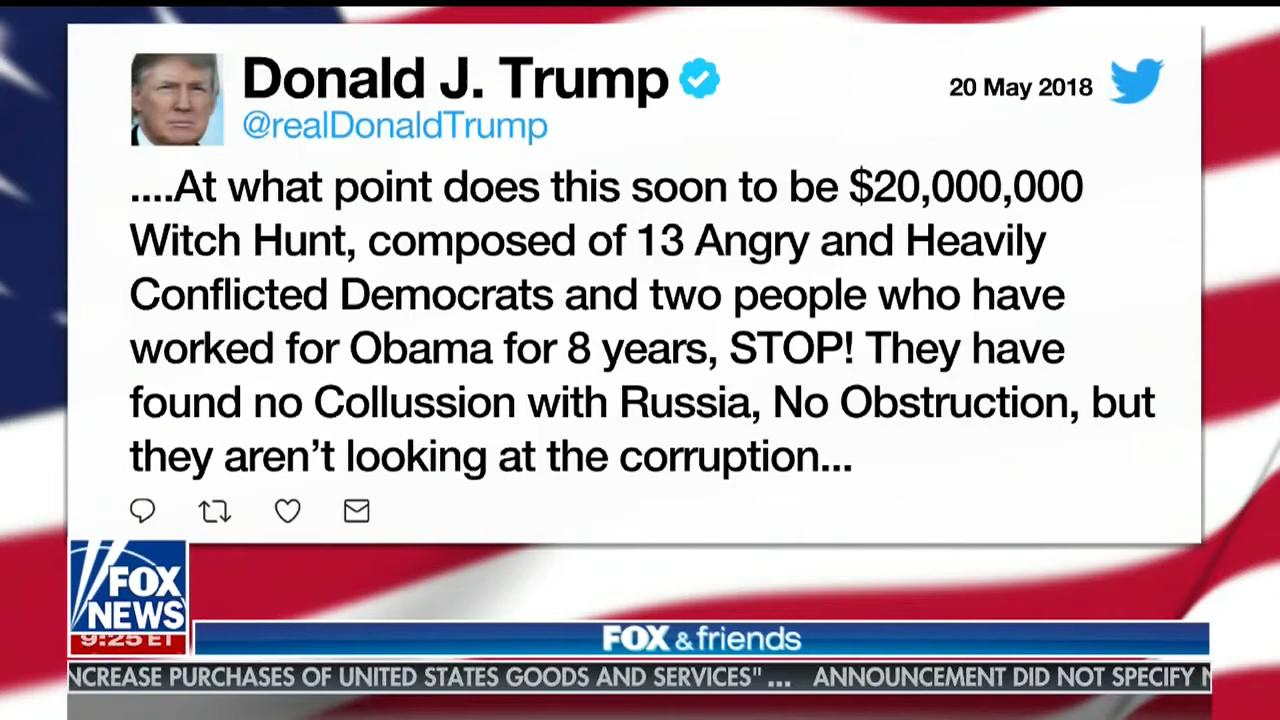 Donald J. Trump
@realDonaldTrump
20 May 2018
....At what point does this soon to be $20,000,000
Witch Hunt, composed of 13 Angry and Heavily
Conflicted Democrats and two people who have
worked for Obama for 8 years, STOP! They have
found no Collussion with Russia, No Obstruction, but
they aren't looking at the corruption...
FOX
NEWS
9:25 ET
FOX & friends
NCREASE PURCHASES OF UNITED STATES GOODS AND SERVICES" ... ANNOUNCEMENT DID NOT SPECIFY